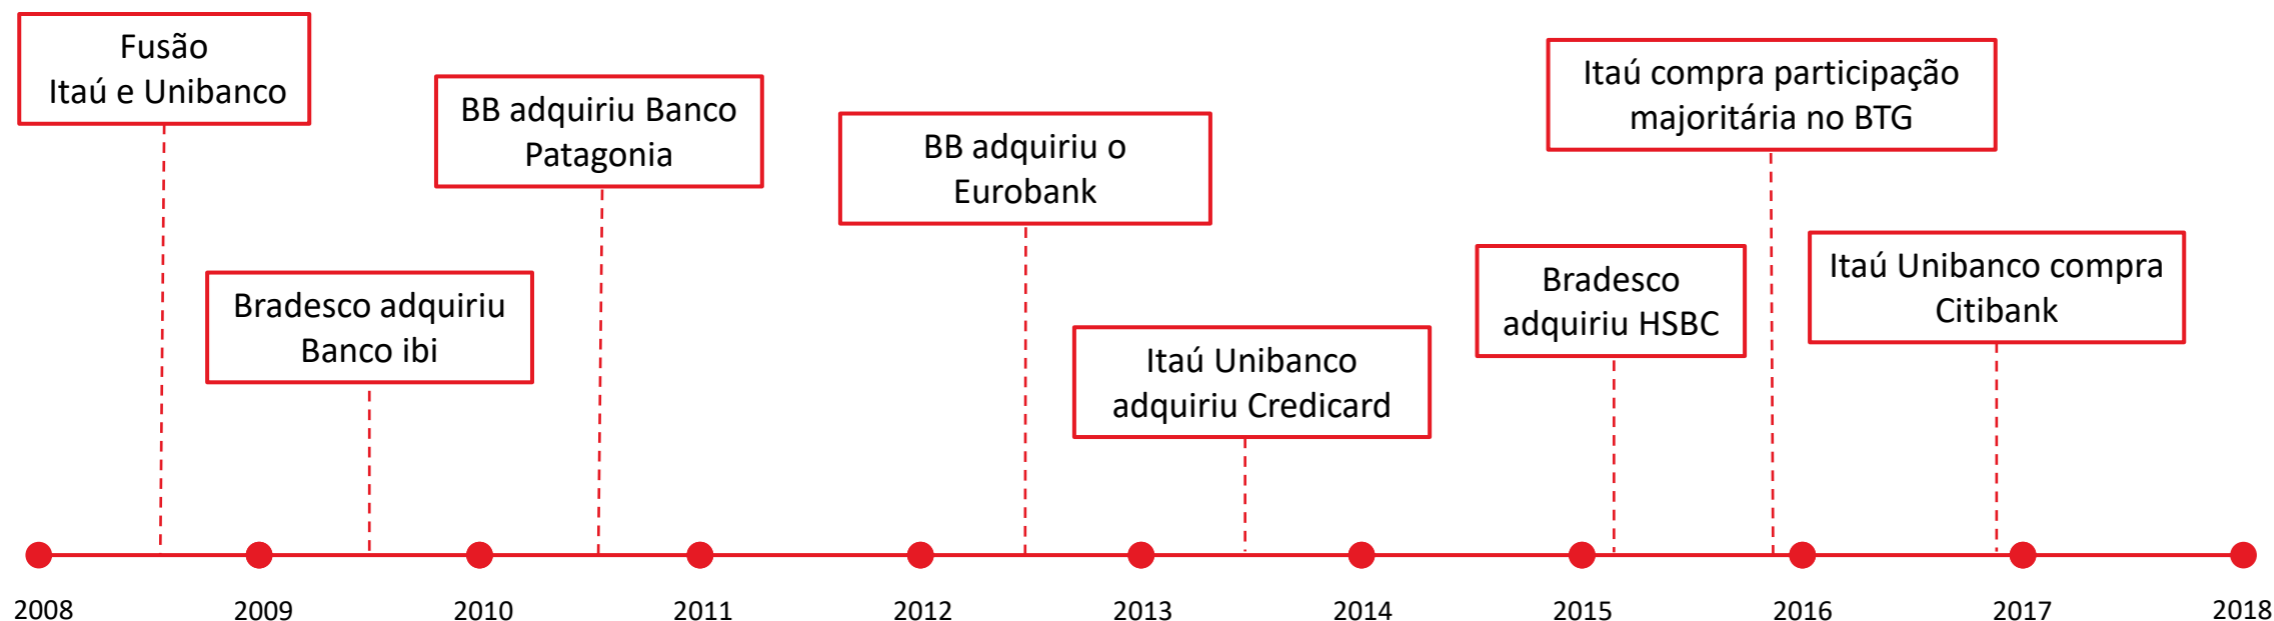 Fusão
Itaú e Unibanco
Bradesco adquiriu
Banco ibi
BB adquiriu Banco
Patagonia
BB adquiriu o
Eurobank
Itaú Unibanco
adquiriu Credicard
Bradesco
adquiriu HSBC
Itaú compra participação
majoritária no BTG
Itaú Unibanco compra
Citibank
2008
2009
2010
2011
2012
2013
2014
2015
2016
2017
2018